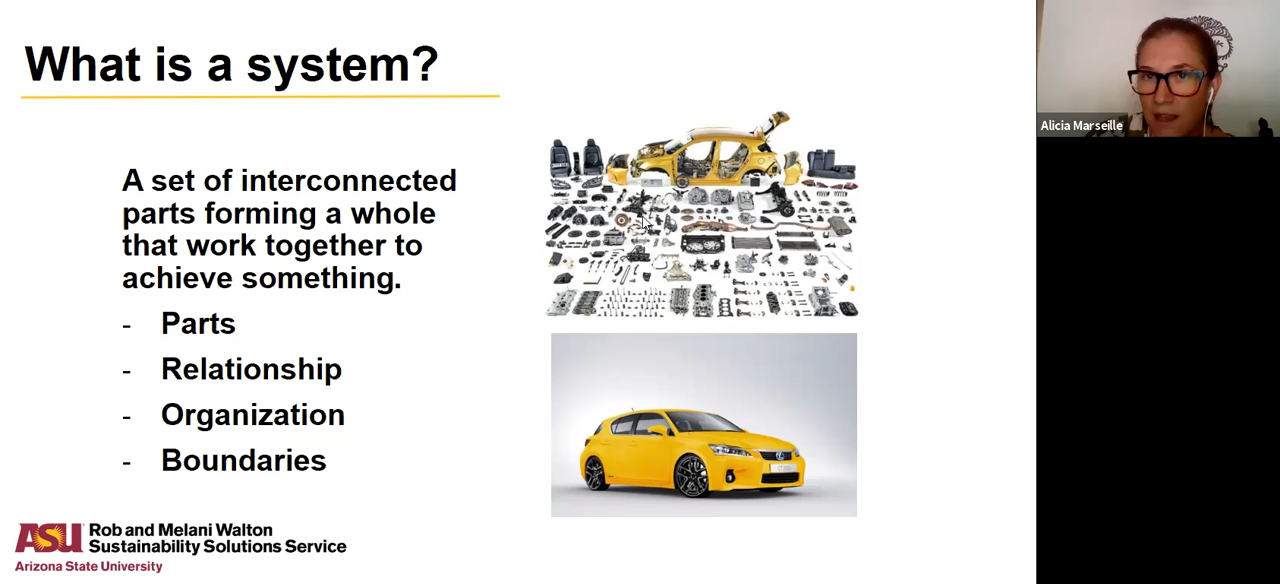 What is a system?
A set of interconnected
parts forming a whole
that work together to
achieve something.
- Parts
- Relationship
- Organization
- Boundaries
ASU Rob and Melani Walton
Sustainability Solutions Service
Arizona State University
Alicia Marseille